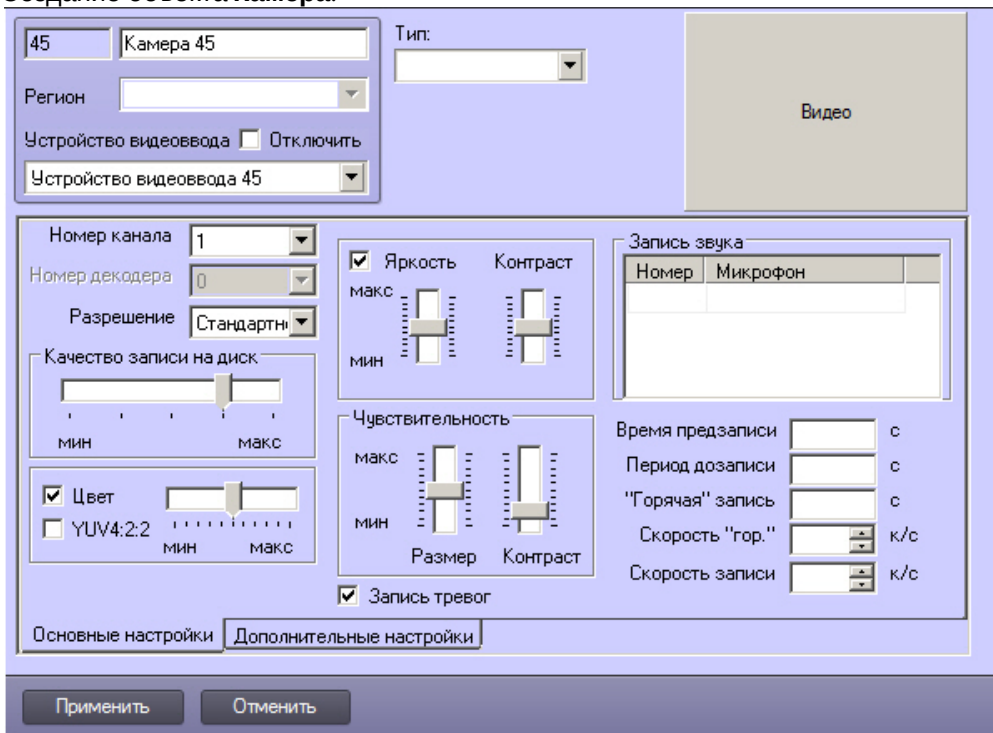 Создание объекта Камера.
45
Камера 45
Тип:
Регион
Видео
Устройство видеоввода Отключить
Устройство видеоввода 45
Номер канала 1
Номер декодера 0
Разрешение Стандартн
Качество записи на диск
мин макс
Цвет
YUV4:2:2
мин макс
Яркость Контраст
макс
мин
Чувствительность
макс
мин
Размер Контраст
Запись тревог
Запись звука
Номер Микрофон
Время предзаписи с
Период дозаписи с
"Горячая" запись с
Скорость "гор." к/с
Скорость записи к/с
Основные настройки Дополнительные настройки
Применить Отменить